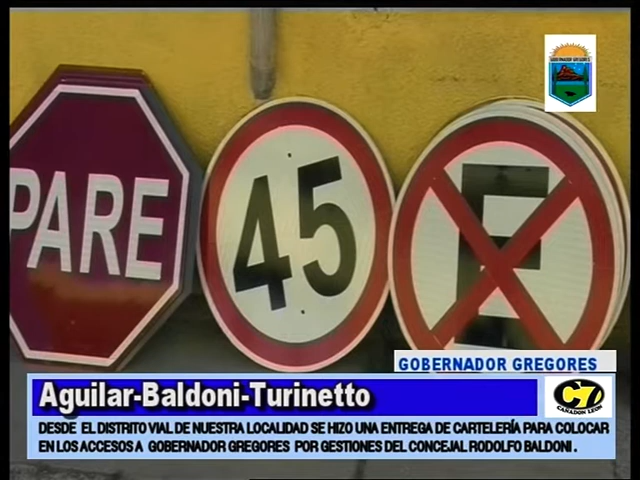 PARE
45
E
GOBERNADOR GREGORES
Aguilar-Baldoni-Turinetto
C7
CAÑADON LEON
DESDE EL DISTRITO VIAL DE NUESTRA LOCALIDAD SE HIZO UNA ENTREGA DE CARTELERÍA PARA COLOCAR
EN LOS ACCESOS A GOBERNADOR GREGORES POR GESTIONES DEL CONCEJAL RODOLFO BALDONI .